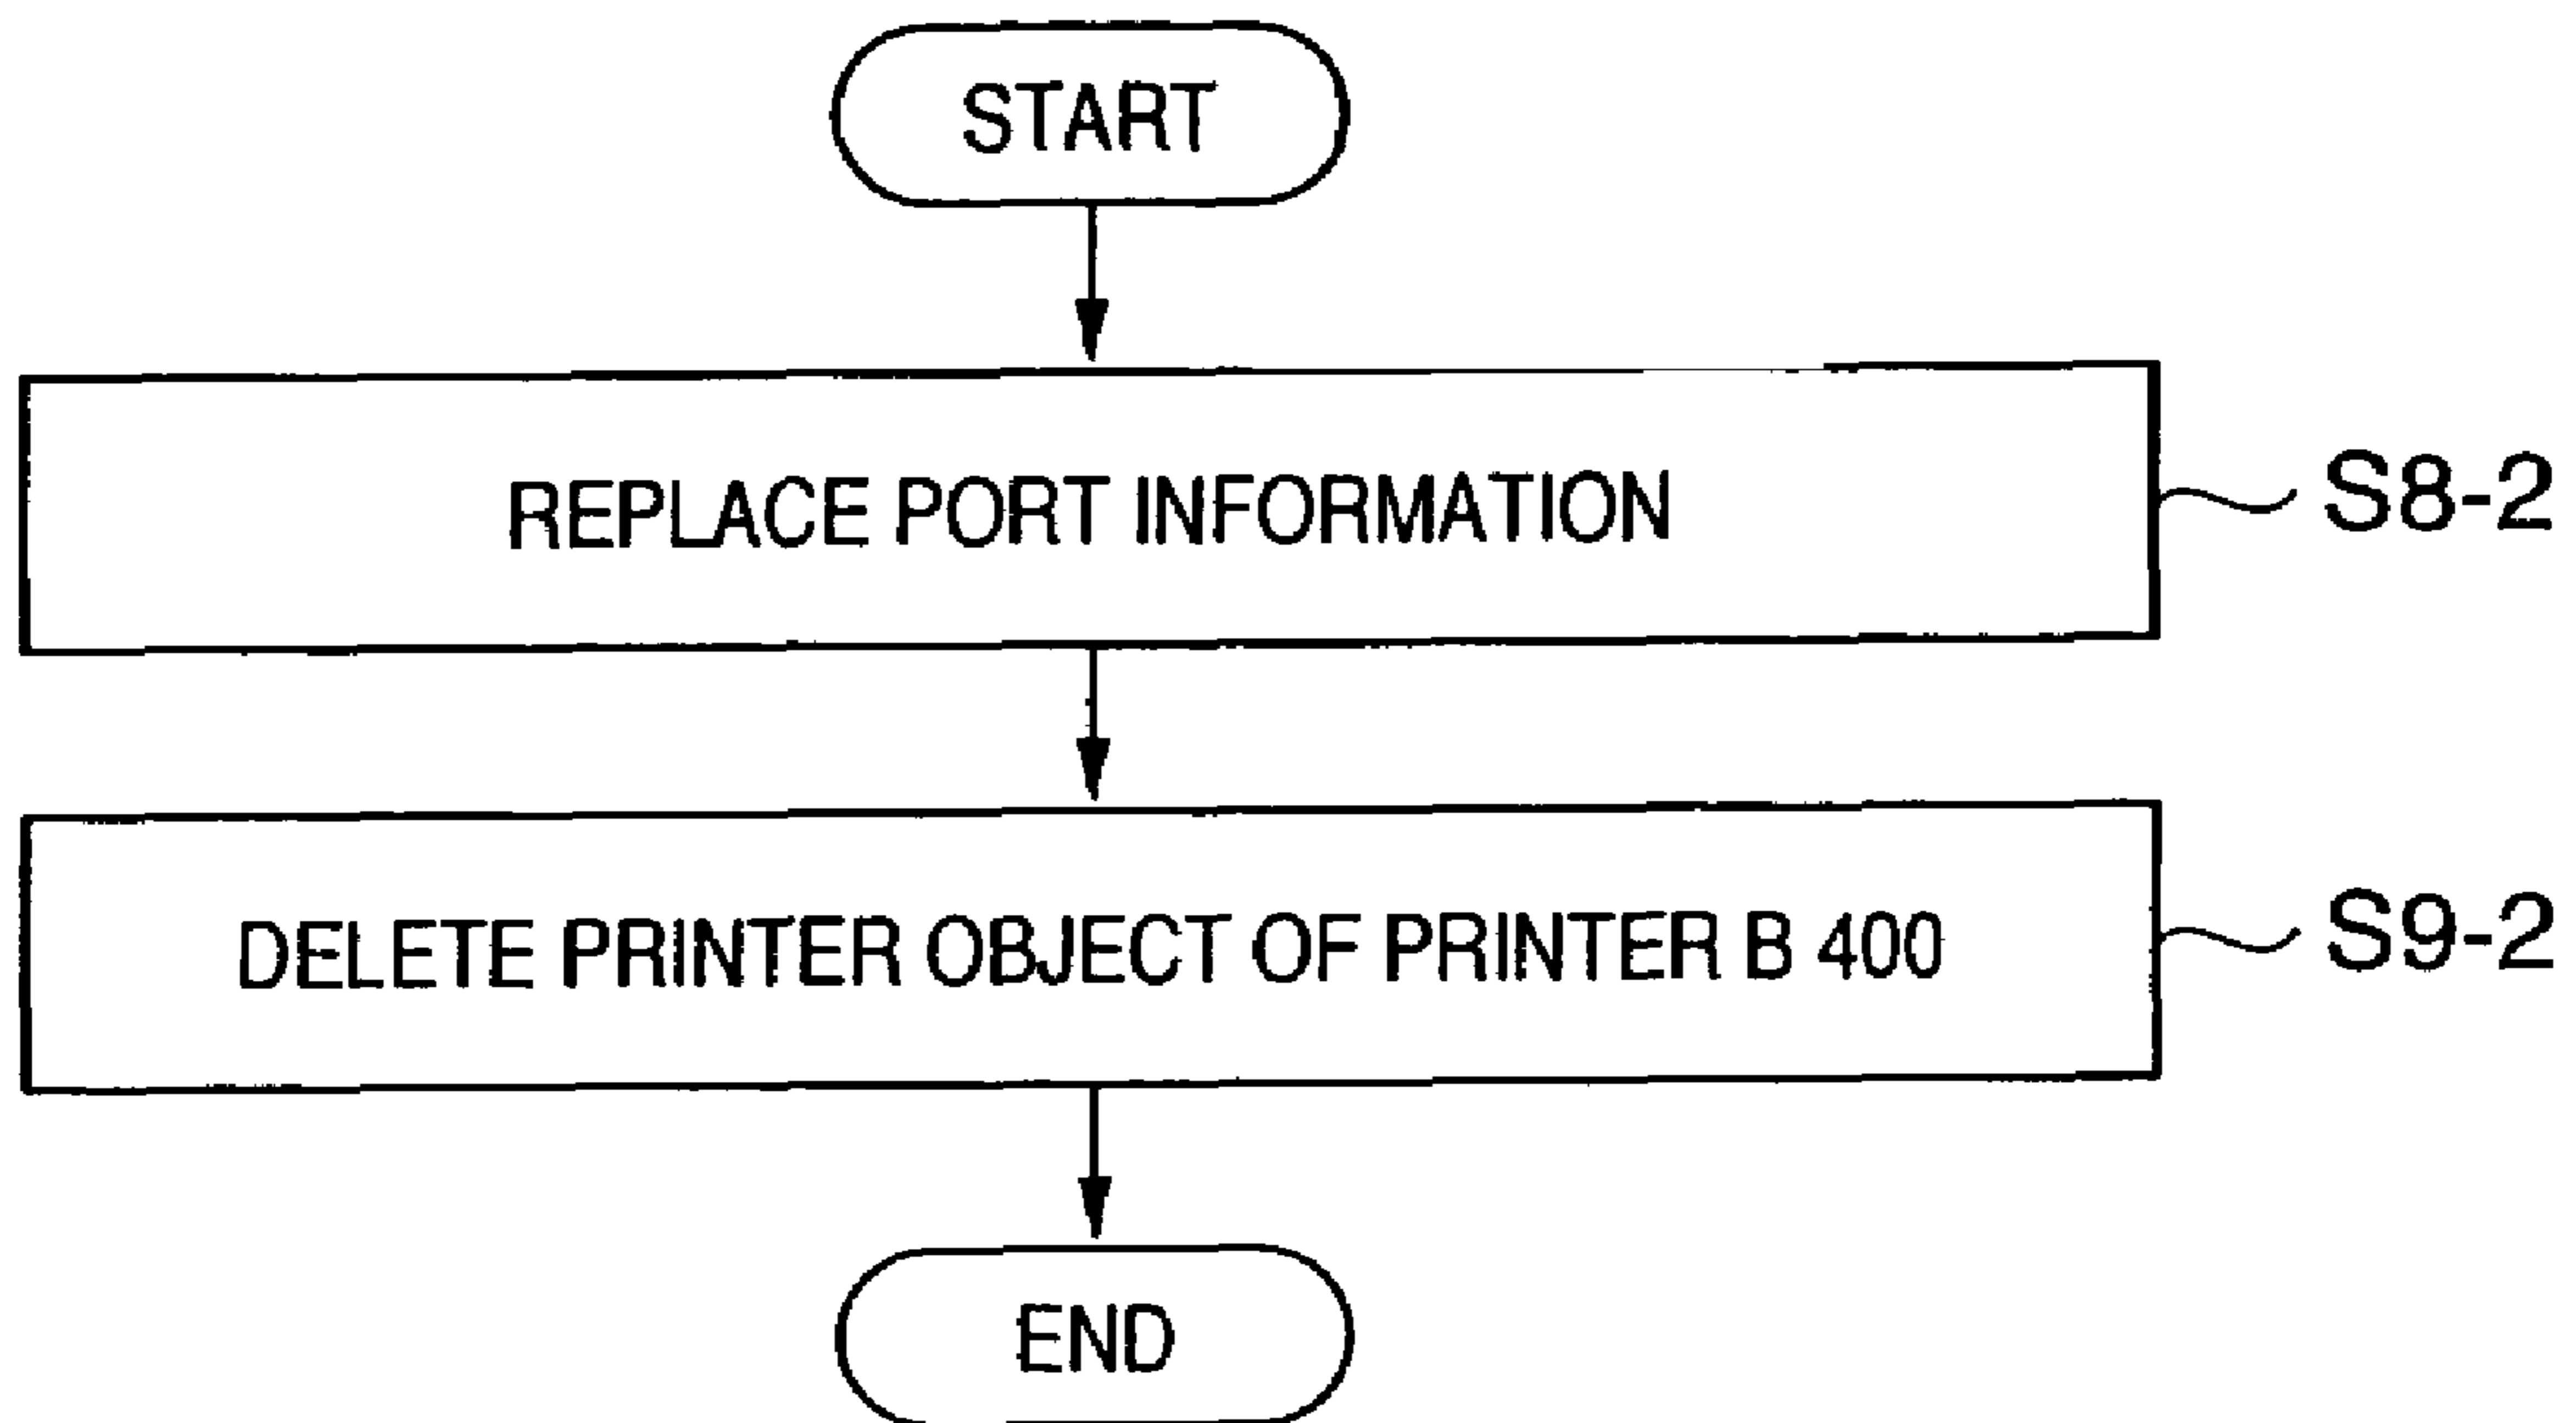 START
REPLACE PORT INFORMATION
S8-2
DELETE PRINTER OBJECT OF PRINTER B 400
S9-2
END